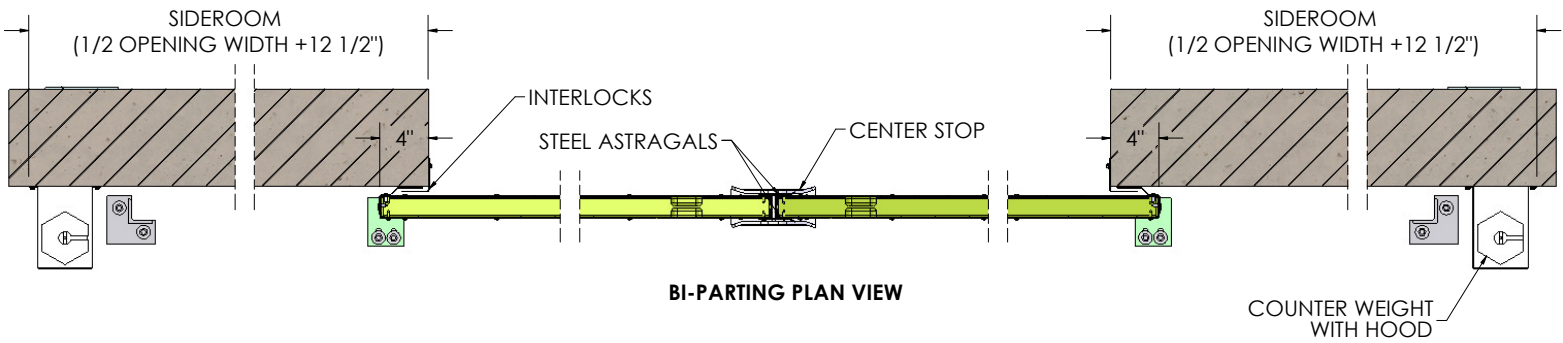 SIDEROOM
(1/2 OPENING WIDTH +12 1/2")
SIDEROOM
(1/2 OPENING WIDTH +12 1/2")
INTERLOCKS
4"
STEEL ASTRAGALS
CENTER STOP
4"
BI-PARTING PLAN VIEW
COUNTER WEIGHT
WITH HOOD